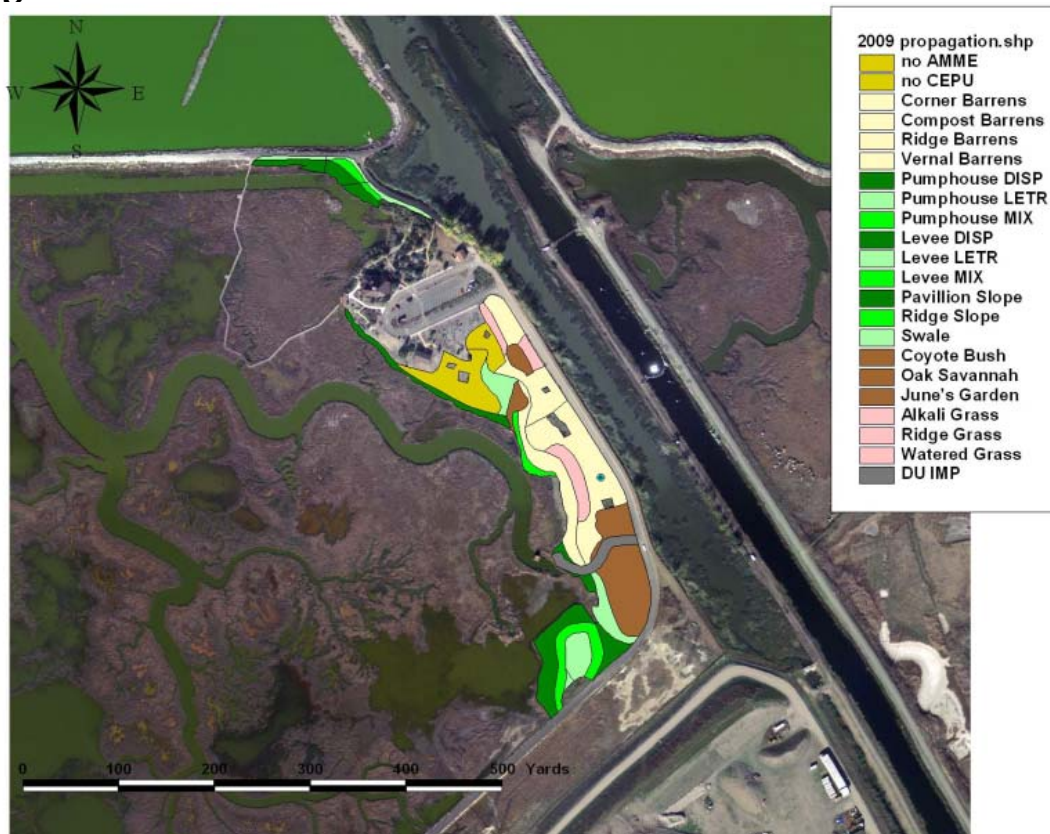 N
W E
S
2009 propagation.shp
no AMME
no CEPU
Corner Barrens
Compost Barrens
Ridge Barrens
Vernal Barrens
Pumphouse DISP
Pumphouse LETR
Pumphouse MIX
Levee DISP
Levee LETR
Levee MIX
Pavillion Slope
Ridge Slope
Swale
Coyote Bush
Oak Savannah
June's Garden
Alkali Grass
Ridge Grass
Watered Grass
DU IMP
0 100 200 300 400 500 Yards